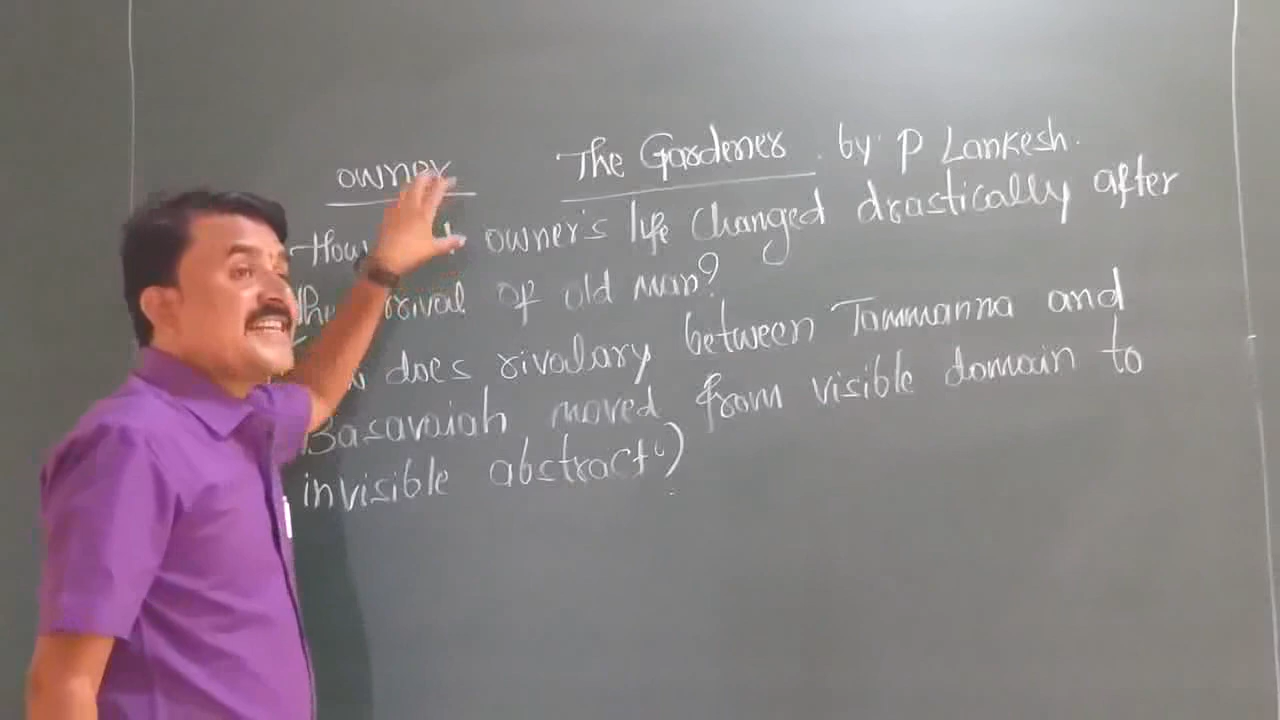 owner
The Gardener . by P Lankesh.
owner's life changed drastically after
of old man?
does rivalary between Tammanna and
Basavaiah moved from visible domain to
invisible abstract?